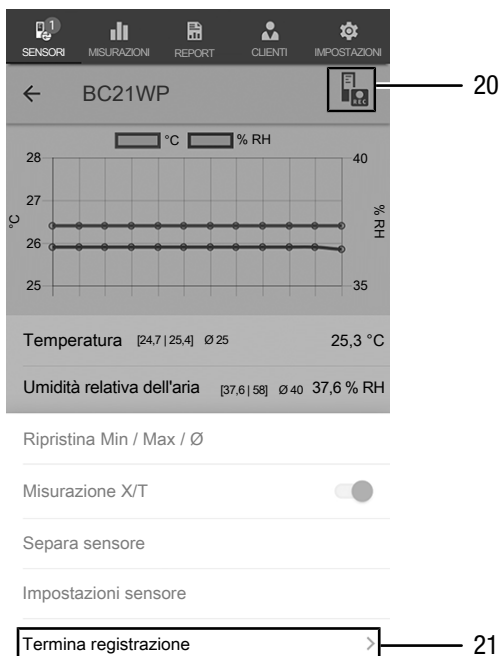 1
SENSORI MISURAZIONI REPORT CLIENTI IMPOSTAZIONI
BC21WP
REC
20
°C % RH
28 40
27
°C % RH
26
25 35
Temperatura [24,7 | 25,4] Ø 25 25,3 °C
Umidità relativa dell'aria [37,6 | 58] Ø 40 37,6 % RH
Ripristina Min / Max / Ø
Misurazione X/T
Separa sensore
Impostazioni sensore
Termina registrazione 21